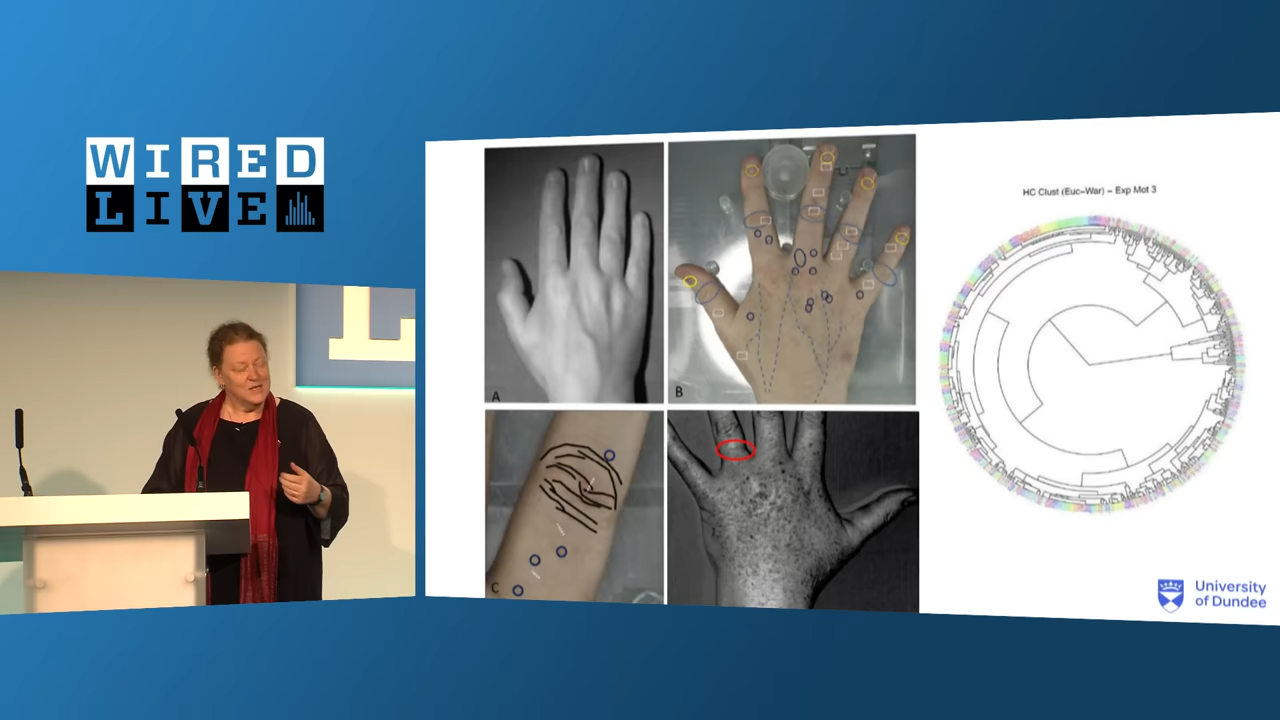 WIRED
LIVE
L
A
B
C
HC Clust (Euc–War) – Exp Mot 3
University
of Dundee